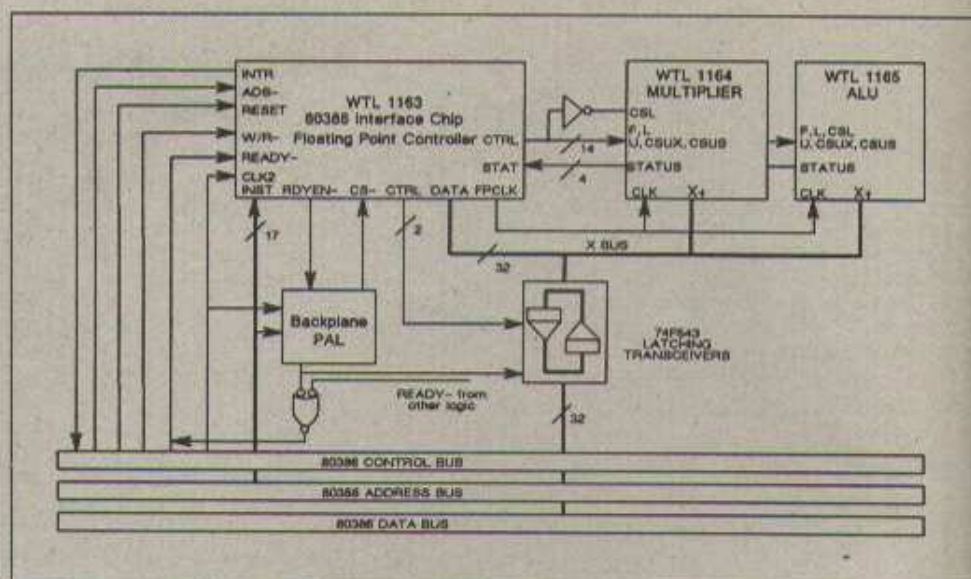 INTR
ADS-
RESET
W/R-
READY-
CLK2
INST RDYEN- CS- CTRL DATA FPCLK
WTL 1163
80386 Interface Chip
Floating Point Controller
CTRL
STAT
14
4
WTL 1164
MULTIPLIER
CSL
F,L
U, CSUX, CSUS
STATUS
CLK X+
WTL 1165
ALU
F,L, CSL
U, CSUX, CSUS
STATUS
CLK X+
17
2
32
X BUS
Backplane
PAL
74F543
LATCHING
TRANSCEIVERS
READY- from
other logic
32
80386 CONTROL BUS
80386 ADDRESS BUS
80386 DATA BUS